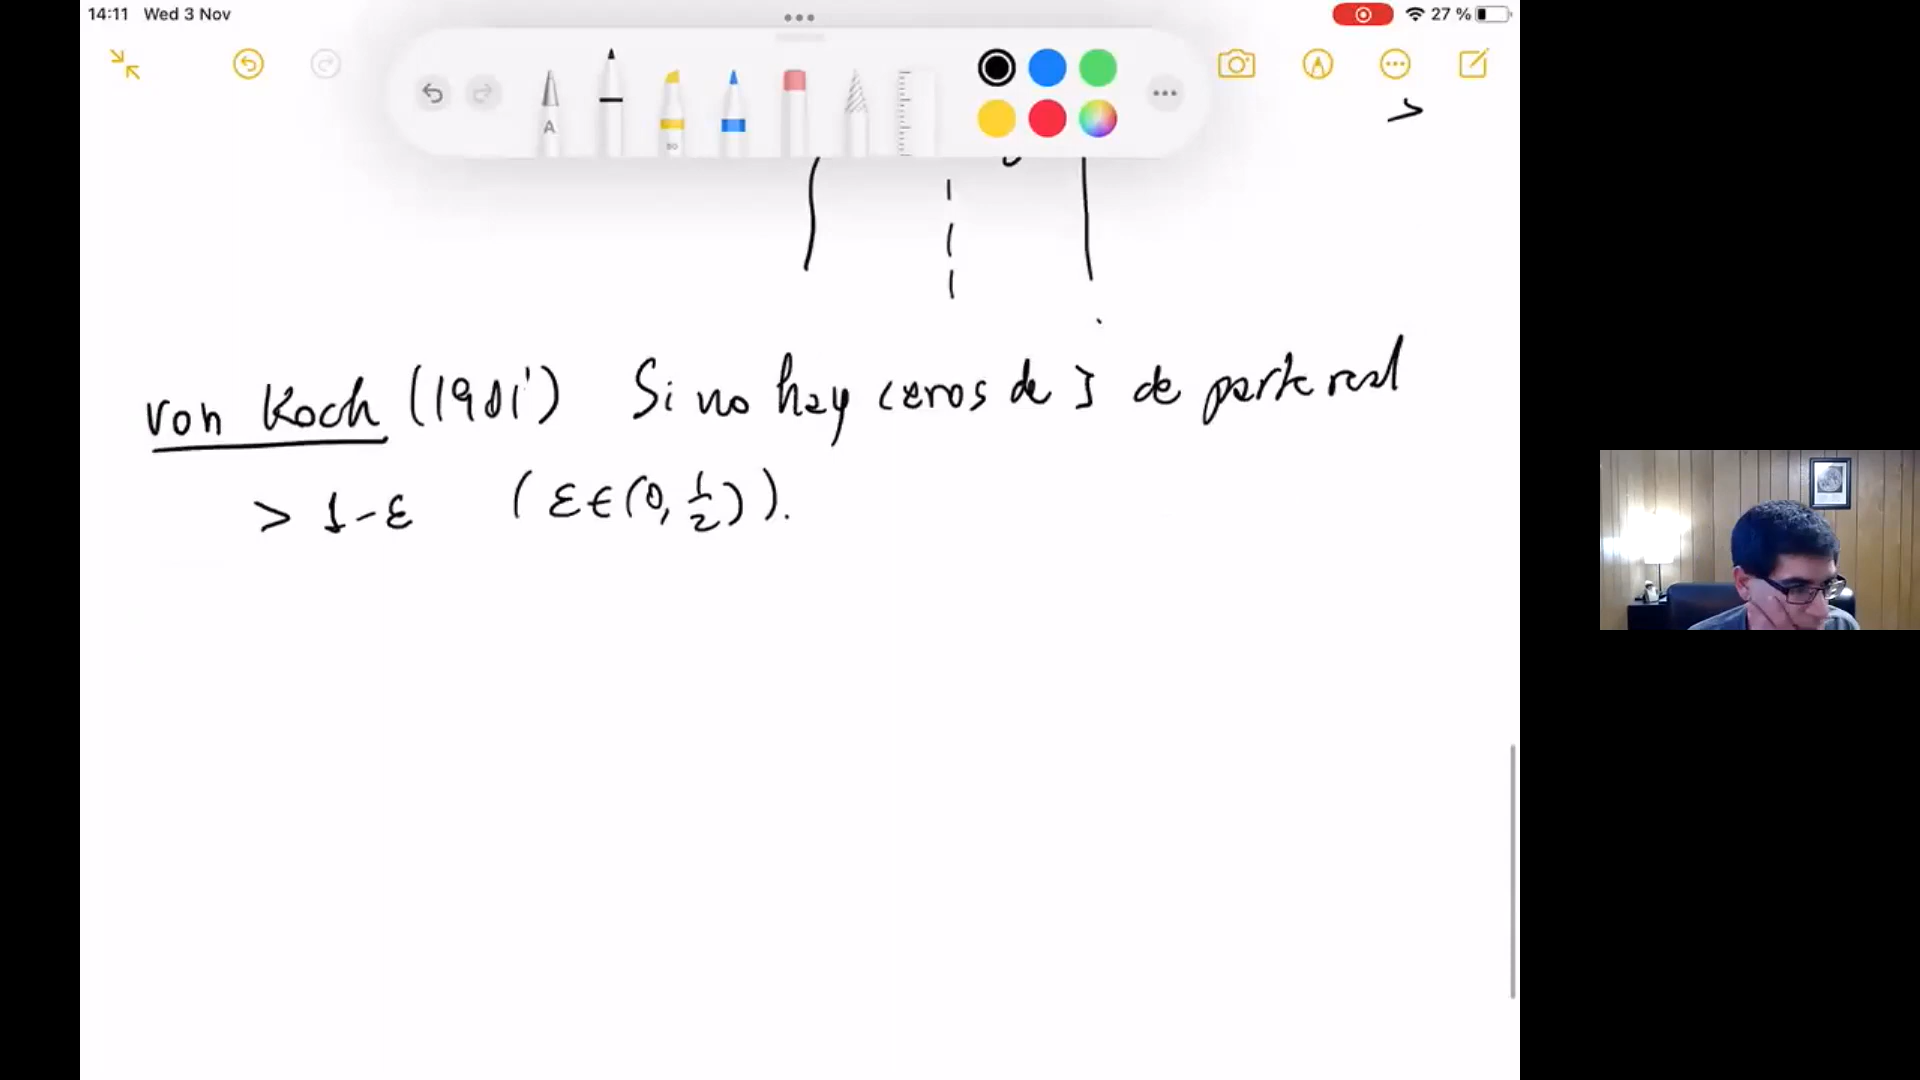 14:11 Wed 3 Nov
27 %
A
80
>
von Koch (1901) Si no hay ceros de ζ de parte real
> 1-ε (ε∈(0, 1/2)).